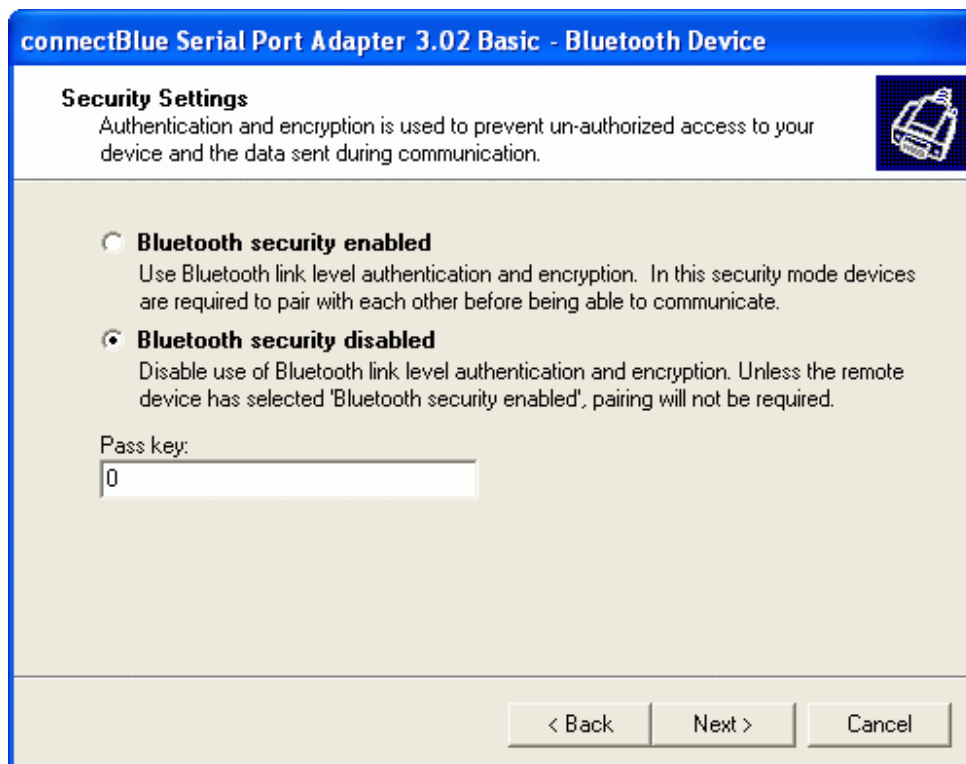 connectBlue Serial Port Adapter 3.02 Basic - Bluetooth Device
Security Settings
Authentication and encryption is used to prevent un-authorized access to your
device and the data sent during communication.
Bluetooth security enabled
Use Bluetooth link level authentication and encryption. In this security mode devices
are required to pair with each other before being able to communicate.
Bluetooth security disabled
Disable use of Bluetooth link level authentication and encryption. Unless the remote
device has selected 'Bluetooth security enabled', pairing will not be required.
Pass key:
0
< Back
Next >
Cancel